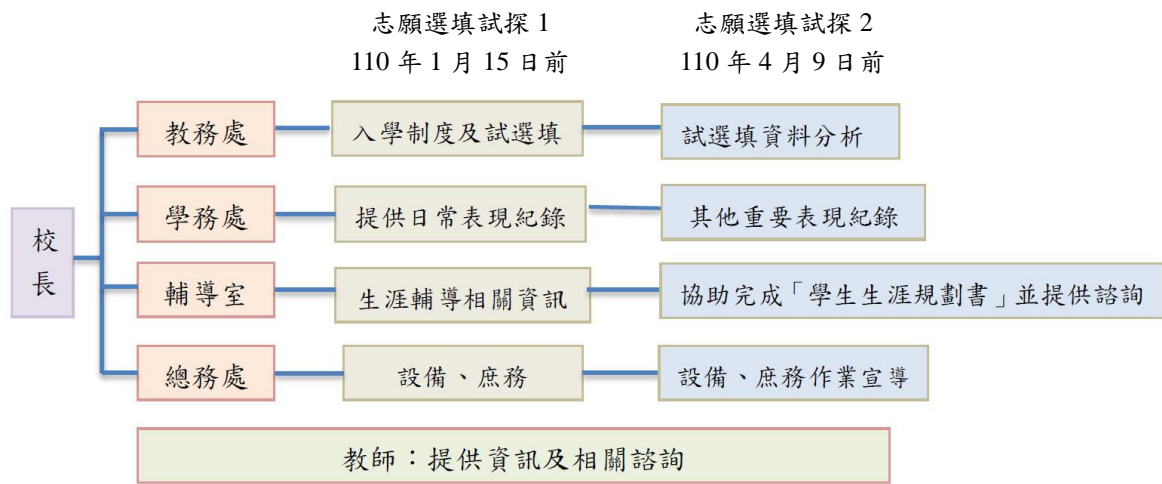 志願選填試探 1
志願選填試探 2
110 年 1 月 15 日前
110 年 4 月 9 日前
校長
教務處
入學制度及試選填
試選填資料分析
學務處
提供日常表現紀錄
其他重要表現紀錄
輔導室
生涯輔導相關資訊
協助完成「學生生涯規劃書」並提供諮詢
總務處
設備、庶務
設備、庶務作業宣導
教師：提供資訊及相關諮詢